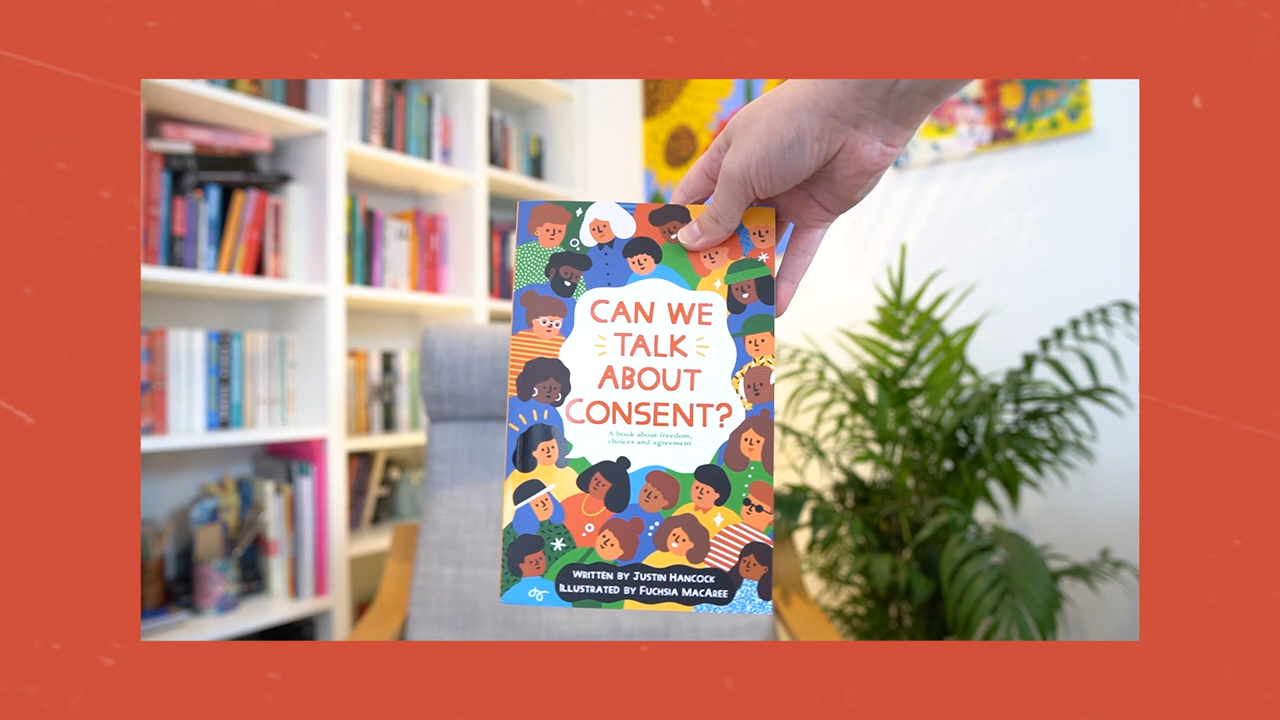 CAN WE
TALK
ABOUT
CONSENT?
A book about freedom,
choices and agreement
WRITTEN BY JUSTIN HANCOCK
ILLUSTRATED BY FUCHSIA MACAREE